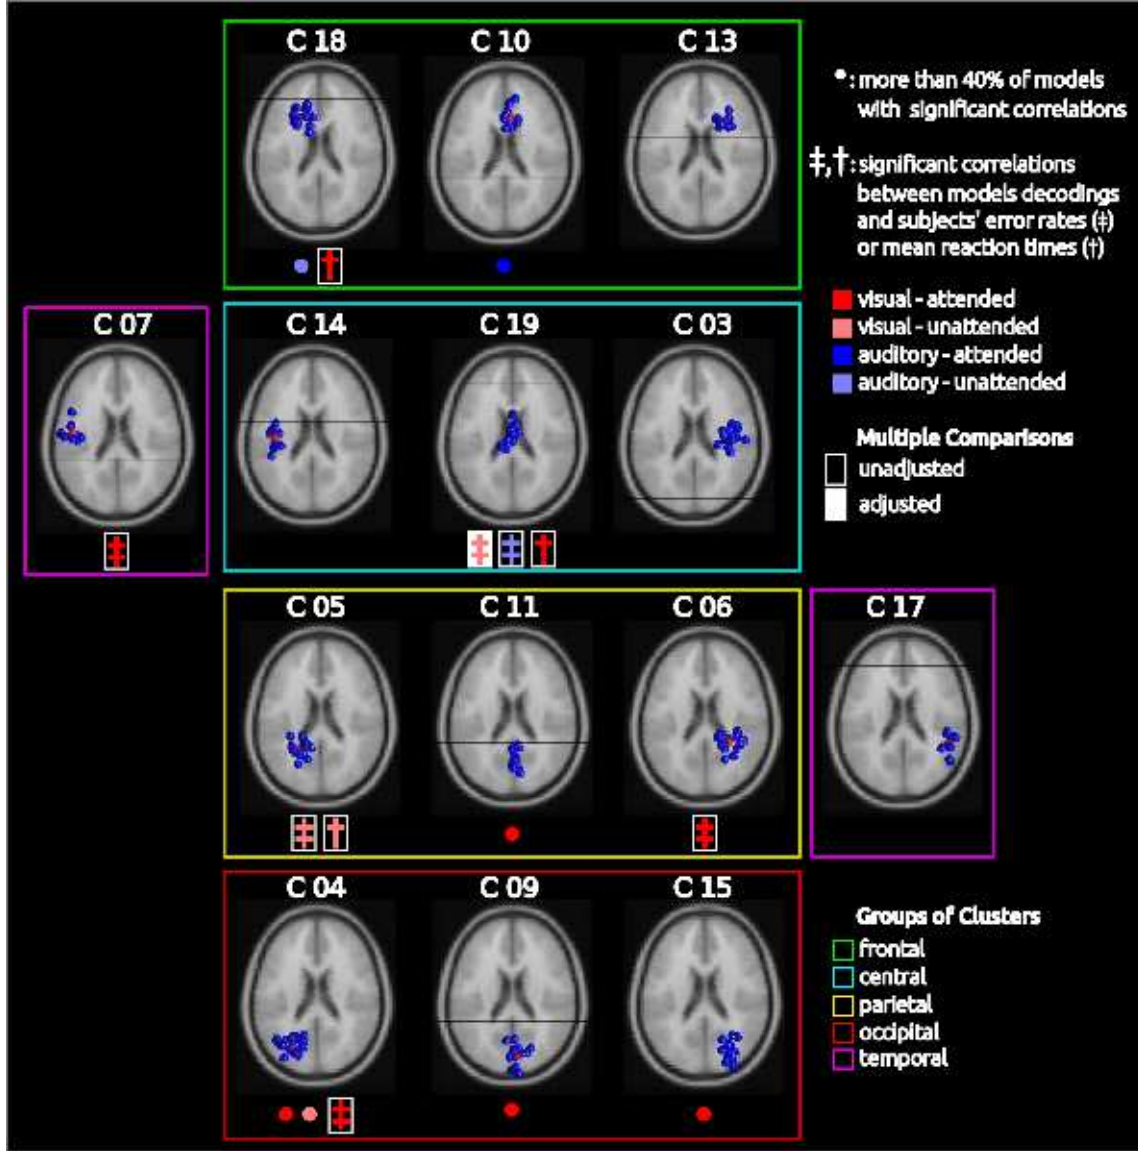 C 18
C 10
C 13
•: more than 40% of models
with significant correlations
‡,†: significant correlations
between models decodings
and subjects' error rates (‡)
or mean reaction times (†)
†
visual - attended
visual - unattended
auditory - attended
auditory - unattended
C 07
C 14
C 19
C 03
Multiple Comparisons
unadjusted
adjusted
‡
‡ ‡ †
C 05
C 11
C 06
C 17
‡ †
‡
C 04
C 09
C 15
Groups of Clusters
frontal
central
parietal
occipital
temporal
‡